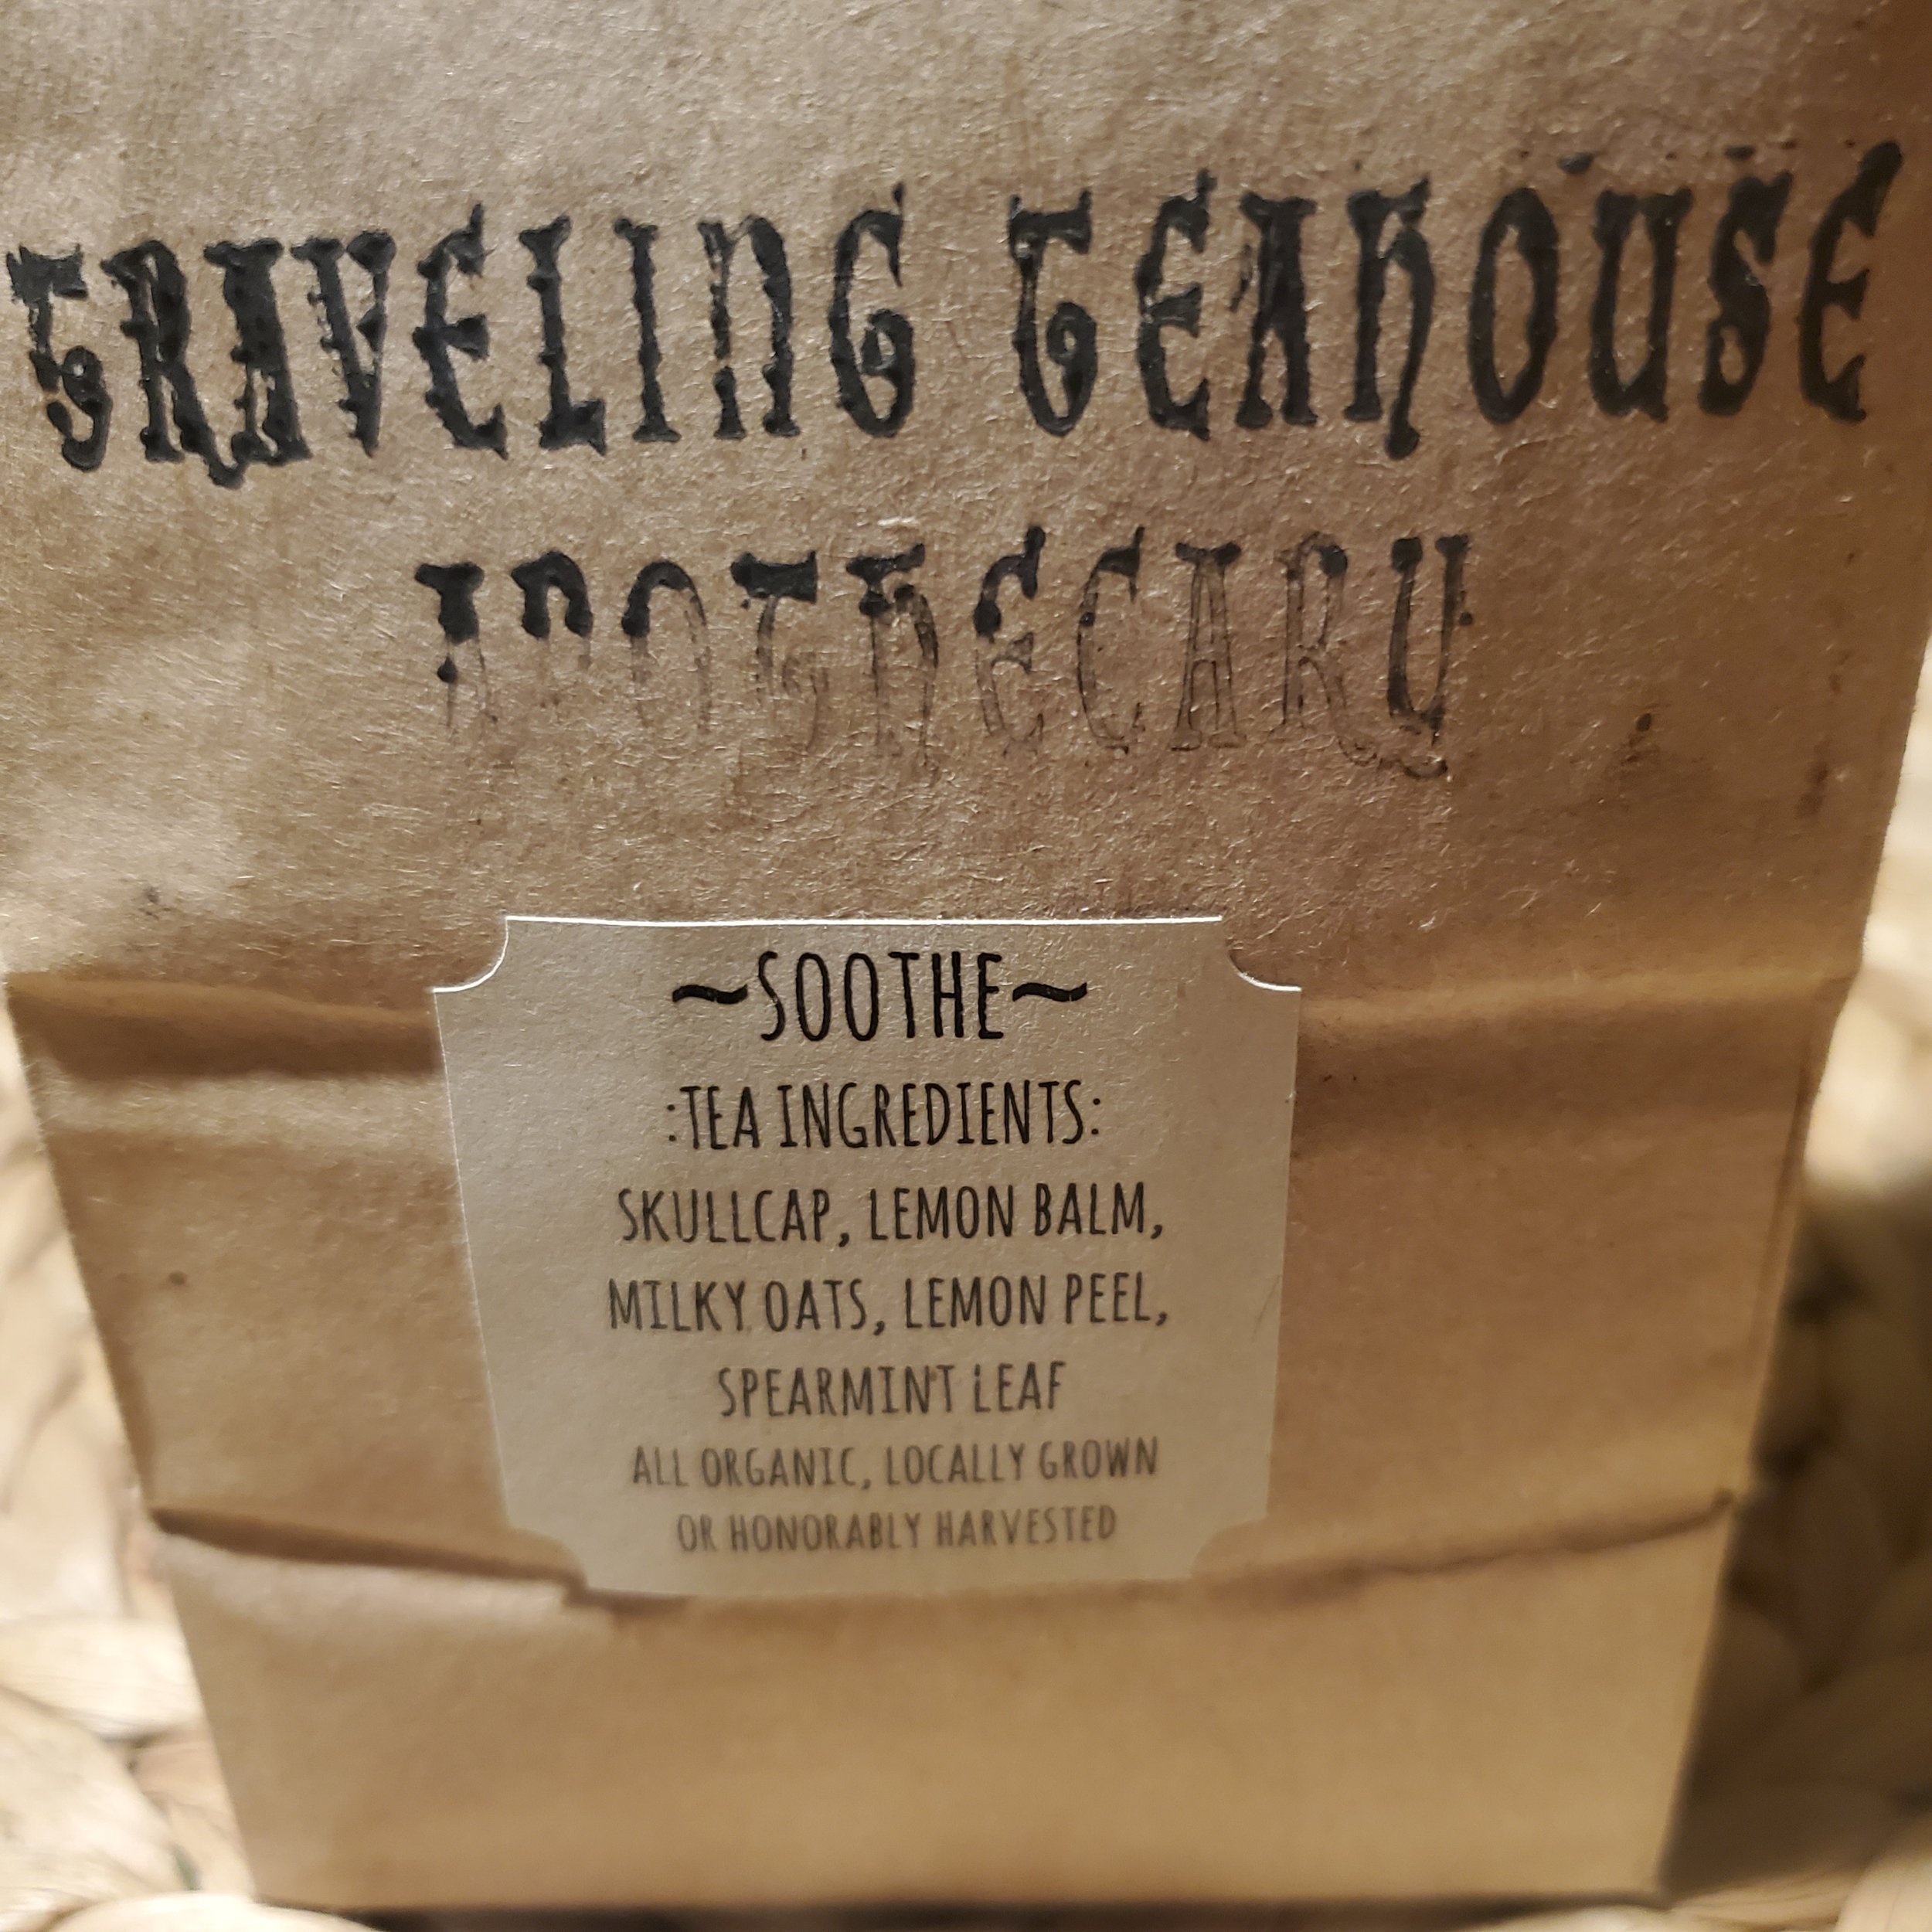 TRAVELING TEAHOUSE
APOTHECARY
~SOOTHE~
:TEA INGREDIENTS:
SKULLCAP, LEMON BALM,
MILKY OATS, LEMON PEEL,
SPEARMINT LEAF
ALL ORGANIC, LOCALLY GROWN
OR HONORABLY HARVESTED